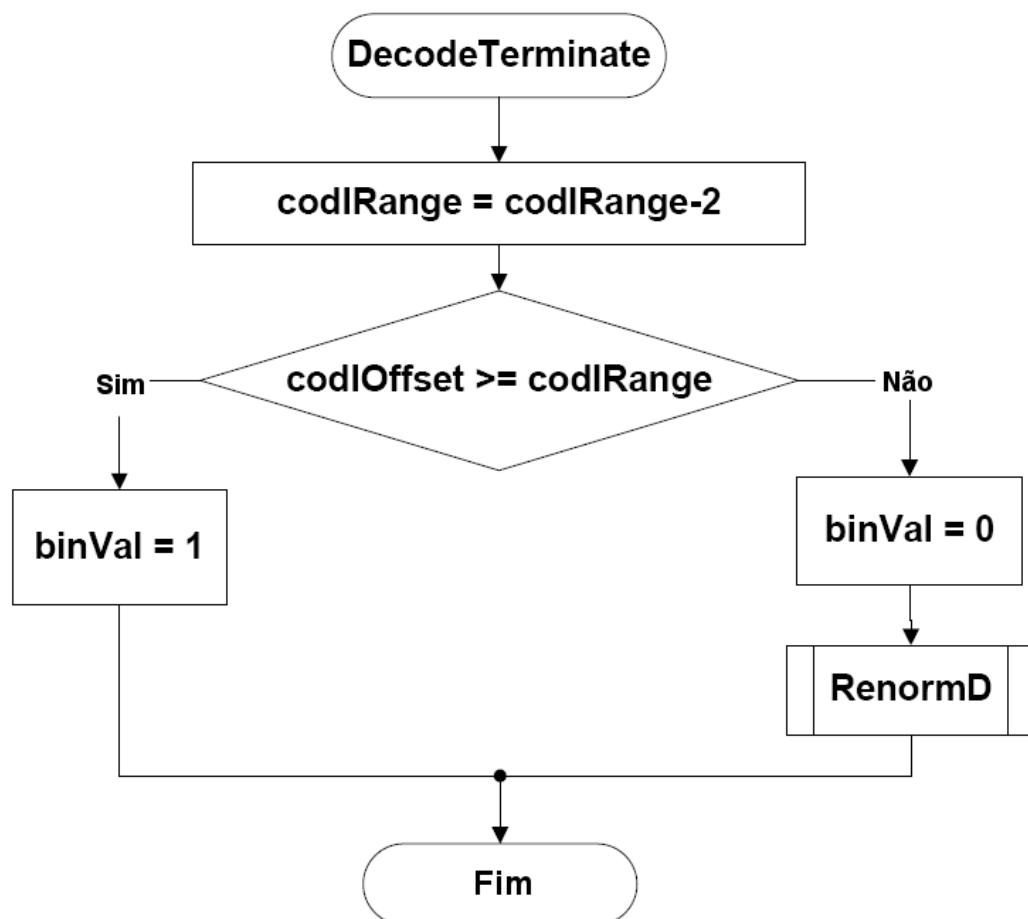 DecodeTerminate
codIRange = codIRange-2
codIOffset >= codIRange
Sim
Não
binVal = 1
binVal = 0
RenormD
Fim